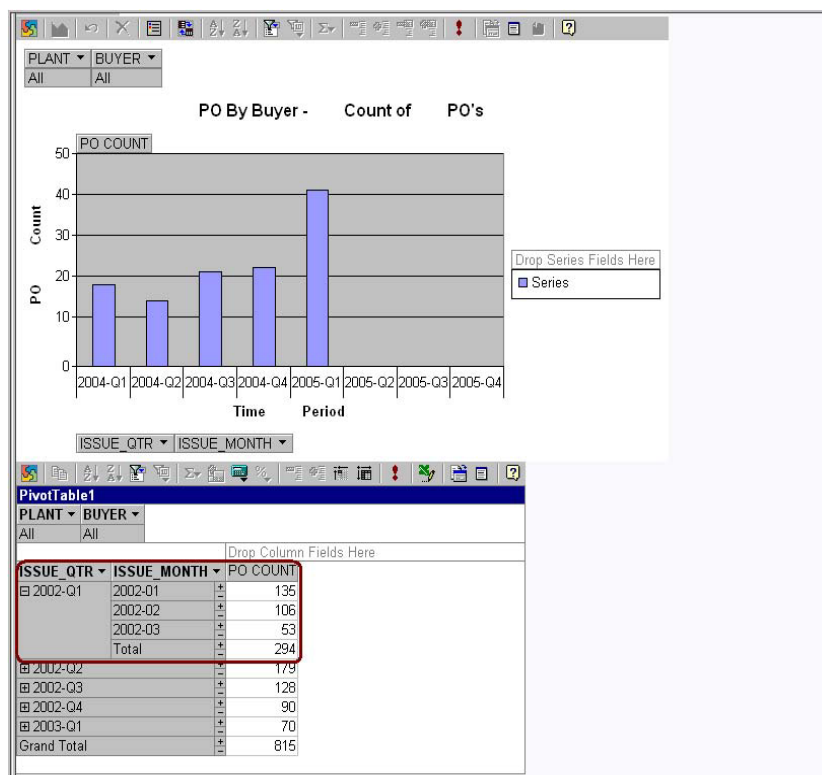 PLANT BUYER
All All
PO By Buyer - Count of PO's
PO COUNT
50
40
30
20
10
0
PO Count
Drop Series Fields Here
Series
2004-Q1 2004-Q2 2004-Q3 2004-Q4 2005-Q1 2005-Q2 2005-Q3 2005-Q4
Time Period
ISSUE_QTR ISSUE_MONTH
PivotTable1
PLANT BUYER
All All
Drop Column Fields Here
ISSUE_QTR ISSUE_MONTH PO COUNT
2002-Q1 2002-01 135
2002-02 106
2002-03 53
Total 294
2002-Q2 179
2002-Q3 128
2002-Q4 90
2003-Q1 70
Grand Total 815